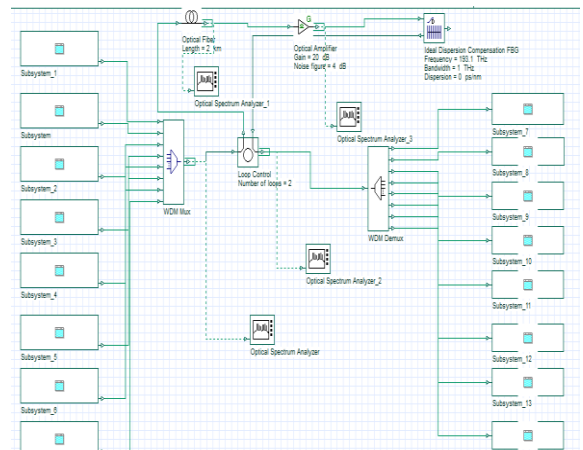 G
Optical Fiber
Length = 2 km
Optical Amplifier
Gain = 20 dB
Noise figure = 4 dB
Ideal Dispersion Compensation FBG
Frequency = 193.1 THz
Bandwidth = 1 THz
Dispersion = 0 ps/nm
Subsystem_1
Optical Spectrum Analyzer_1
Optical Spectrum Analyzer_3
Subsystem
Subsystem_7
Loop Control
Number of loops = 2
Subsystem_8
Subsystem_2
WDM Mux
WDM Demux
Subsystem_9
Subsystem_3
Subsystem_10
Optical Spectrum Analyzer_2
Subsystem_4
Subsystem_11
Optical Spectrum Analyzer
Subsystem_5
Subsystem_12
Subsystem_6
Subsystem_13